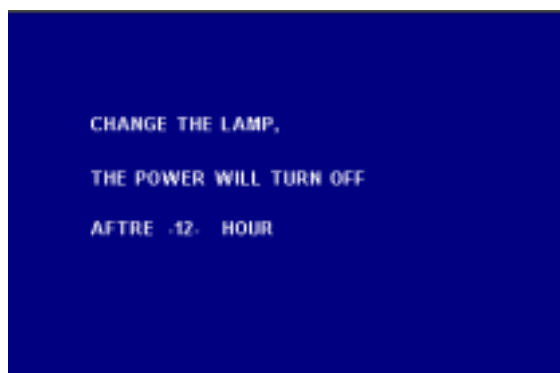 CHANGE THE LAMP.
THE POWER WILL TURN OFF
AFTRE -12- HOUR